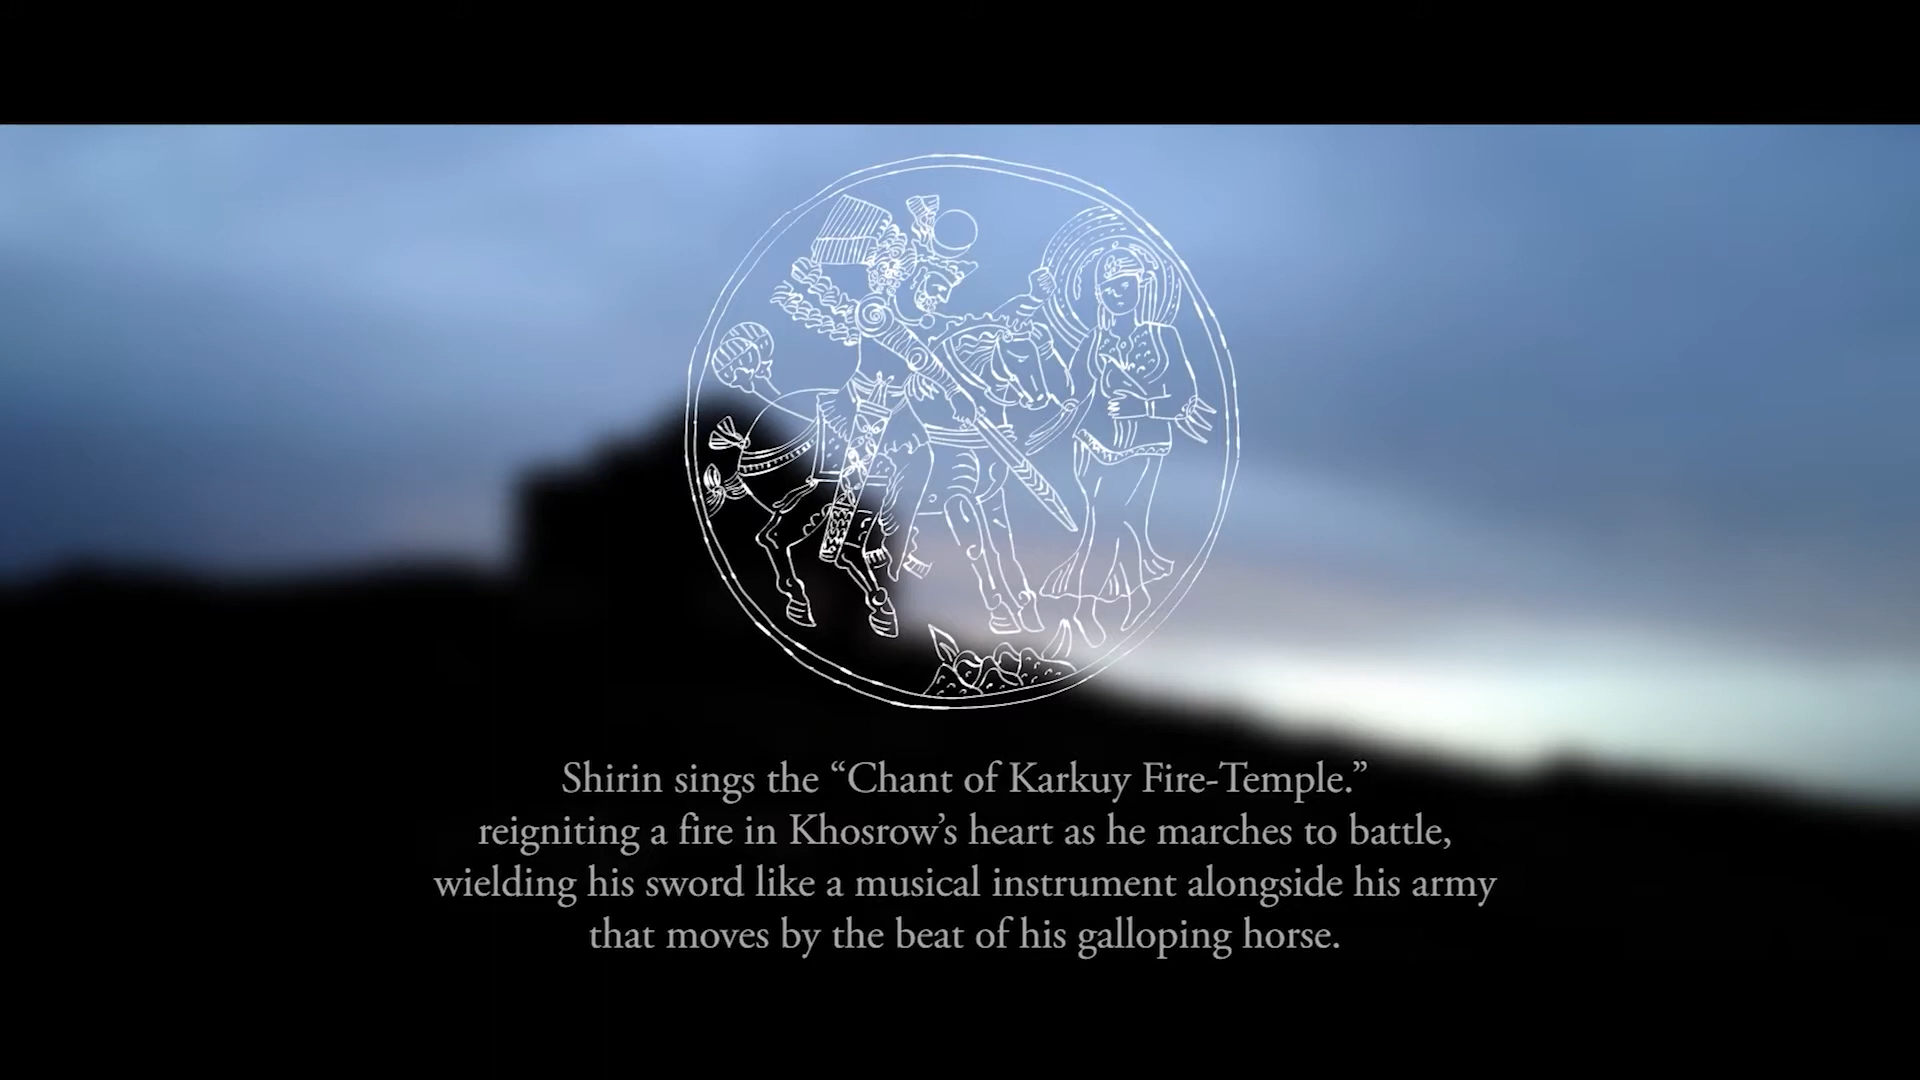 Shirin sings the “Chant of Karkuy Fire-Temple.”
reigniting a fire in Khosrow’s heart as he marches to battle,
wielding his sword like a musical instrument alongside his army
that moves by the beat of his galloping horse.